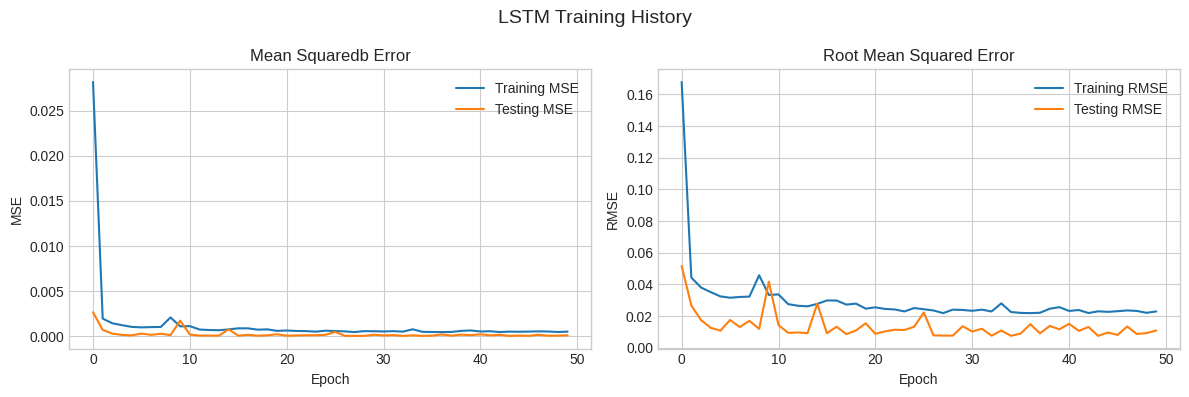 LSTM Training History
Mean Squaredb Error
Training MSE
Testing MSE
0.025
0.020
0.015
0.010
0.005
0.000
MSE
0 10 20 30 40 50
Epoch
Root Mean Squared Error
Training RMSE
Testing RMSE
0.16
0.14
0.12
0.10
0.08
0.06
0.04
0.02
0.00
RMSE
0 10 20 30 40 50
Epoch